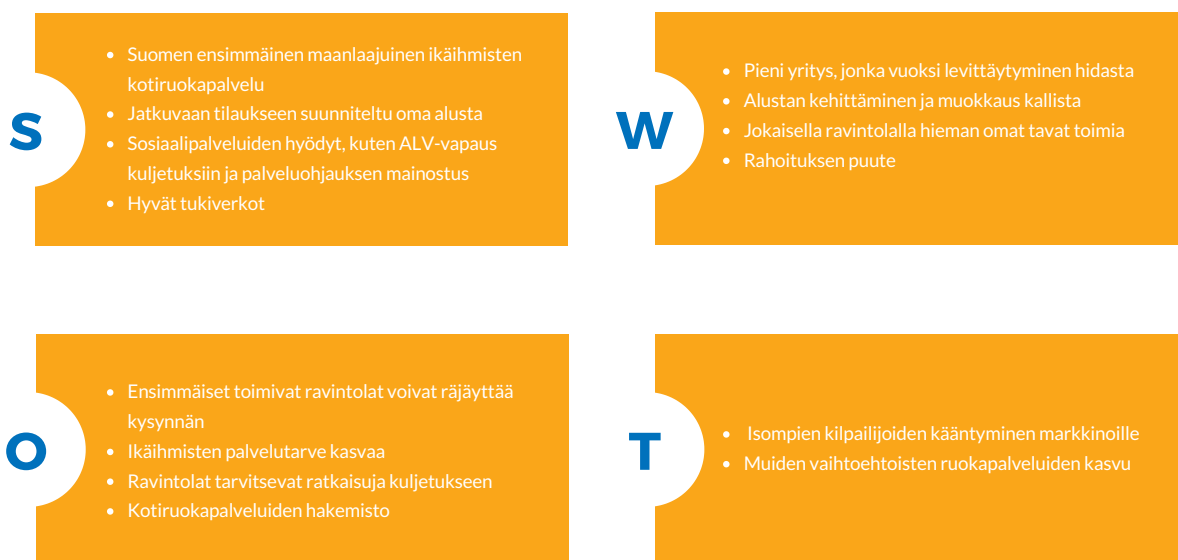 S
• Suomen ensimmäinen maanlaajuinen ikäihmisten
kotiruokapalvelu
• Jatkuvaan tilaukseen suunniteltu oma alusta
• Sosiaalipalveluiden hyödyt, kuten ALV-vapaus
kuljetuksiin ja palveluohjauksen mainostus
• Hyvät tukiverkot
W
• Pieni yritys, jonka vuoksi levittäytyminen hidasta
• Alustan kehittäminen ja muokkaus kallista
• Jokaisella ravintolalla hieman omat tavat toimia
• Rahoituksen puute
O
• Ensimmäiset toimivat ravintolat voivat räjäyttää
kysynnän
• Ikäihmisten palvelutarve kasvaa
• Ravintolat tarvitsevat ratkaisuja kuljetukseen
• Kotiruokapalveluiden hakemisto
T
• Isompien kilpailijoiden kääntyminen markkinoille
• Muiden vaihtoehtoisten ruokapalveluiden kasvu